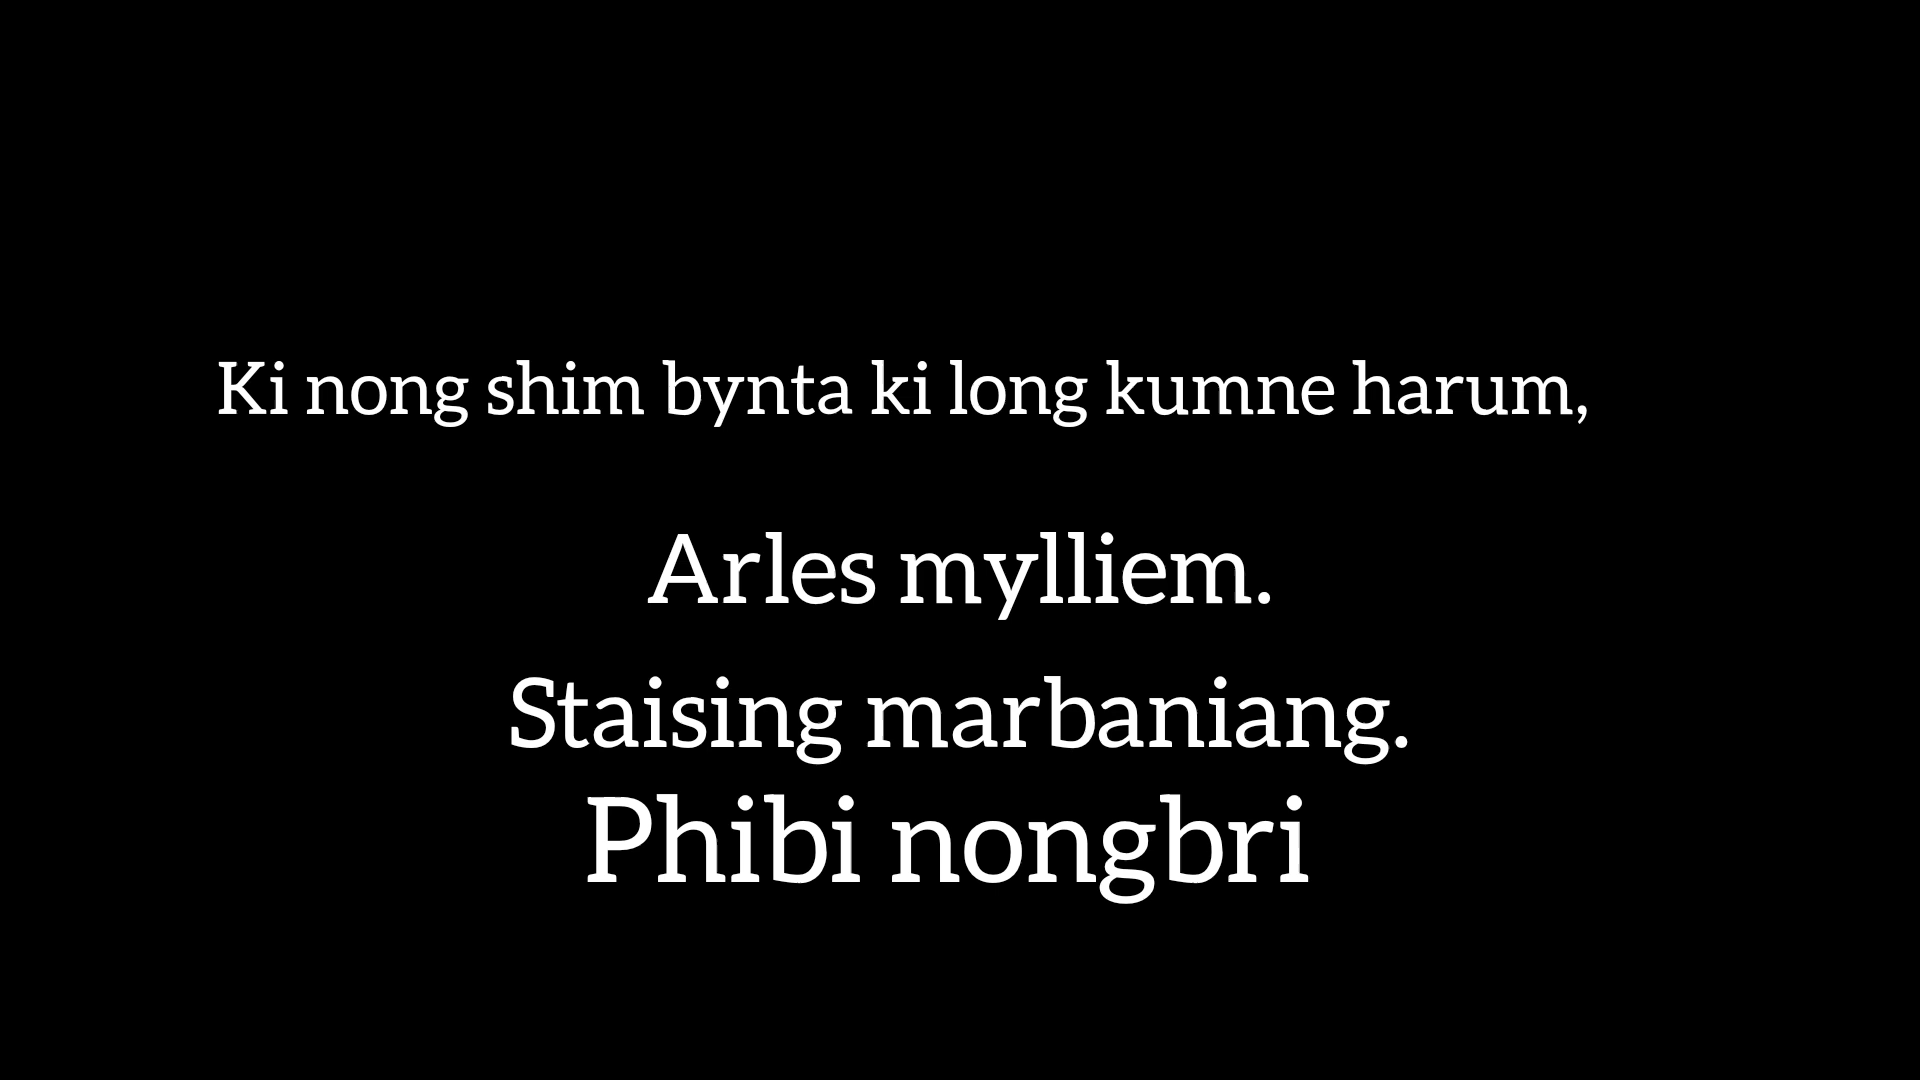 Ki nong shim bynta ki long kumne harum,
Arles mylliem.
Staising marbaniang.
Phibi nongbri